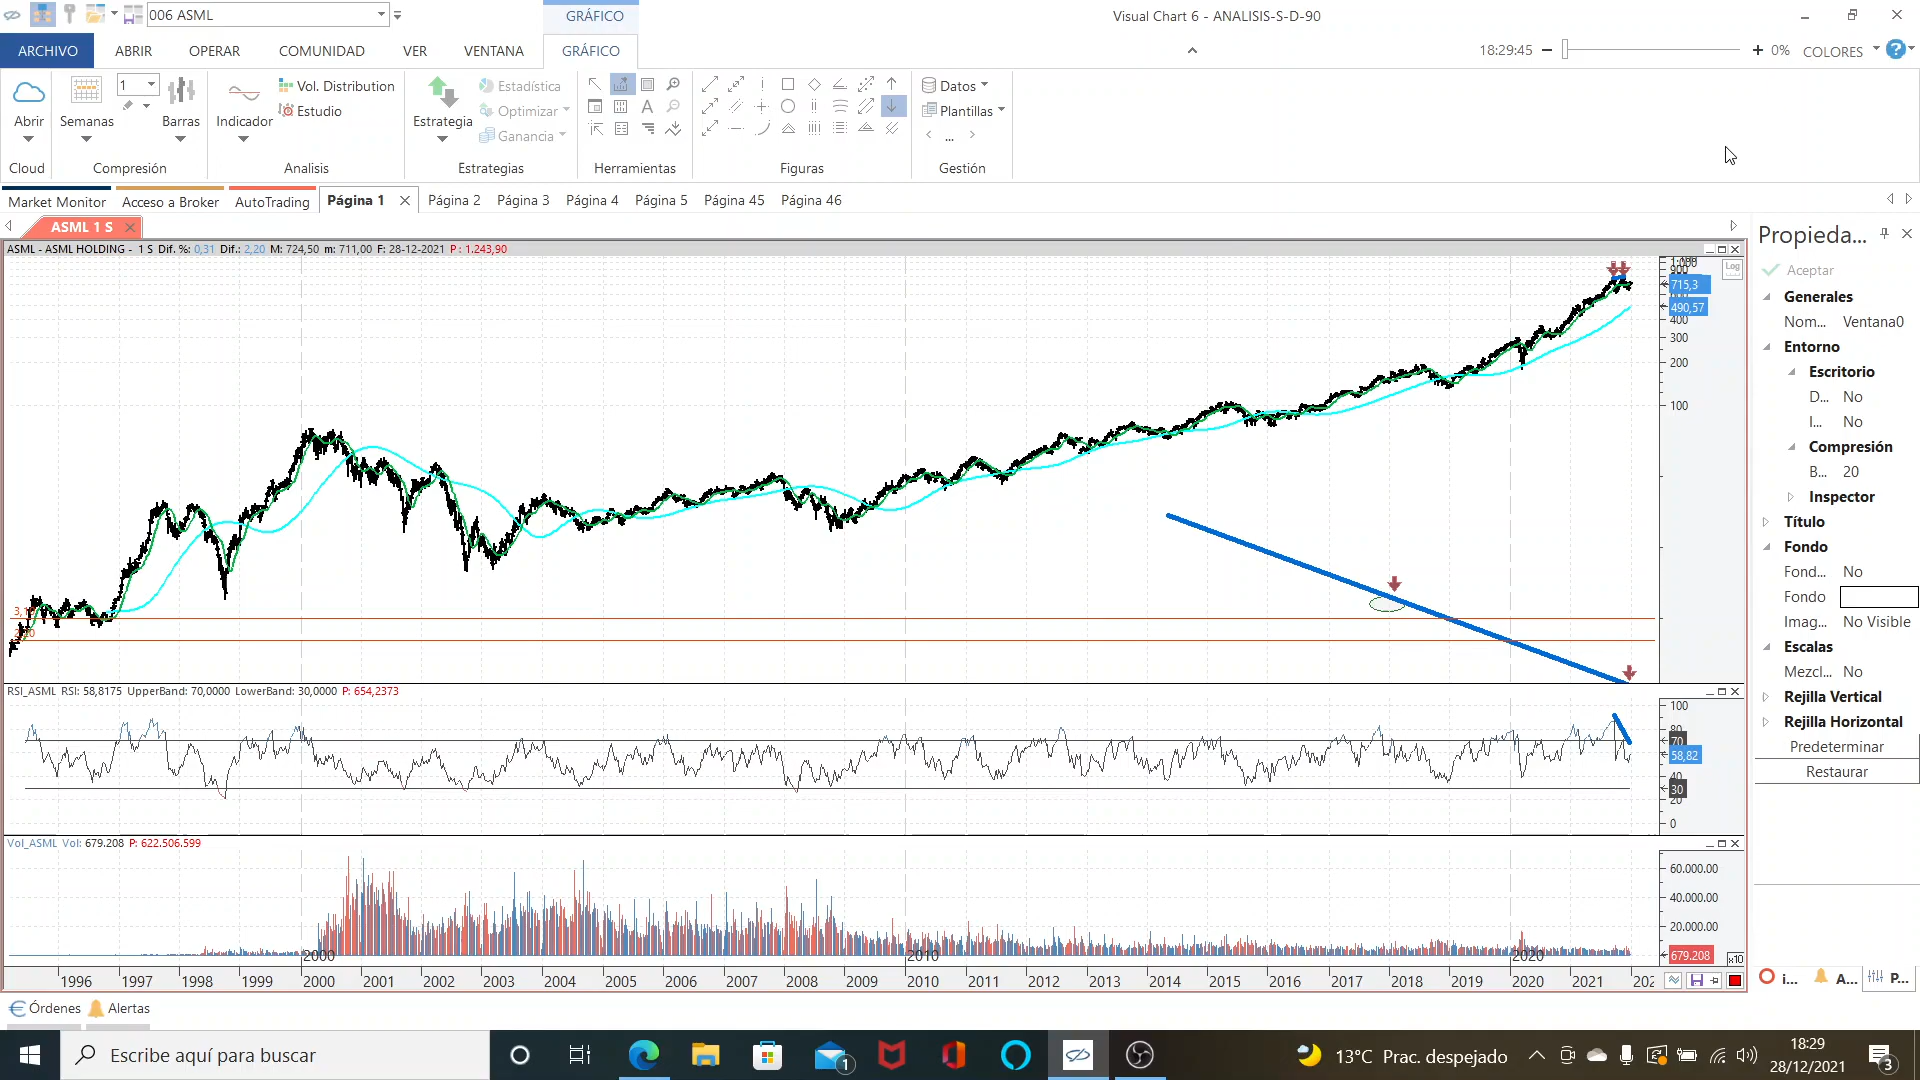 006 ASML
GRÁFICO
Visual Chart 6 - ANALISIS-S-D-90
ARCHIVO
ABRIR
OPERAR
COMUNIDAD
VER
VENTANA
GRÁFICO
18:29:45
0%
COLORES
Abrir
Cloud
Semanas
1
Barras
Compresión
Indicador
Vol. Distribution
Estudio
Analisis
Estrategia
Estadística
Optimizar
Ganancia
Estrategias
Herramientas
Figuras
Datos
Plantillas
...
Gestión
Market Monitor
Acceso a Broker
AutoTrading
Página 1
Página 2
Página 3
Página 4
Página 5
Página 45
Página 46
ASML 1 S
ASML - ASML HOLDING - 1 S Dif. %: 0,31 Dif.: 2,20 M: 724,50 m: 711,00 F: 28-12-2021 P : 1.243,90
Log
900
715,3
490,57
400
300
200
100
RSI_ASML RSI: 58,8175 UpperBand: 70,0000 LowerBand: 30,0000 P: 654,2373
100
80
70
58,82
40
30
20
0
Vol_ASML Vol: 679.208 P: 622.506.599
60.000.00
40.000.00
20.000.00
679.208
x10
2000
2010
2020
1996 1997 1998 1999 2000 2001 2002 2003 2004 2005 2006 2007 2008 2009 2010 2011 2012 2013 2014 2015 2016 2017 2018 2019 2020 2021 202
Propieda...
Aceptar
Generales
Nom... Ventana0
Entorno
Escritorio
D... No
I... No
Compresión
B... 20
Inspector
Título
Fondo
Fond... No
Fondo
Imag... No Visible
Escalas
Mezcl... No
Rejilla Vertical
Rejilla Horizontal
Predeterminar
Restaurar
i...
A...
P...
Órdenes
Alertas
Escribe aquí para buscar
1
13°C Prac. despejado
18:29
28/12/2021
3